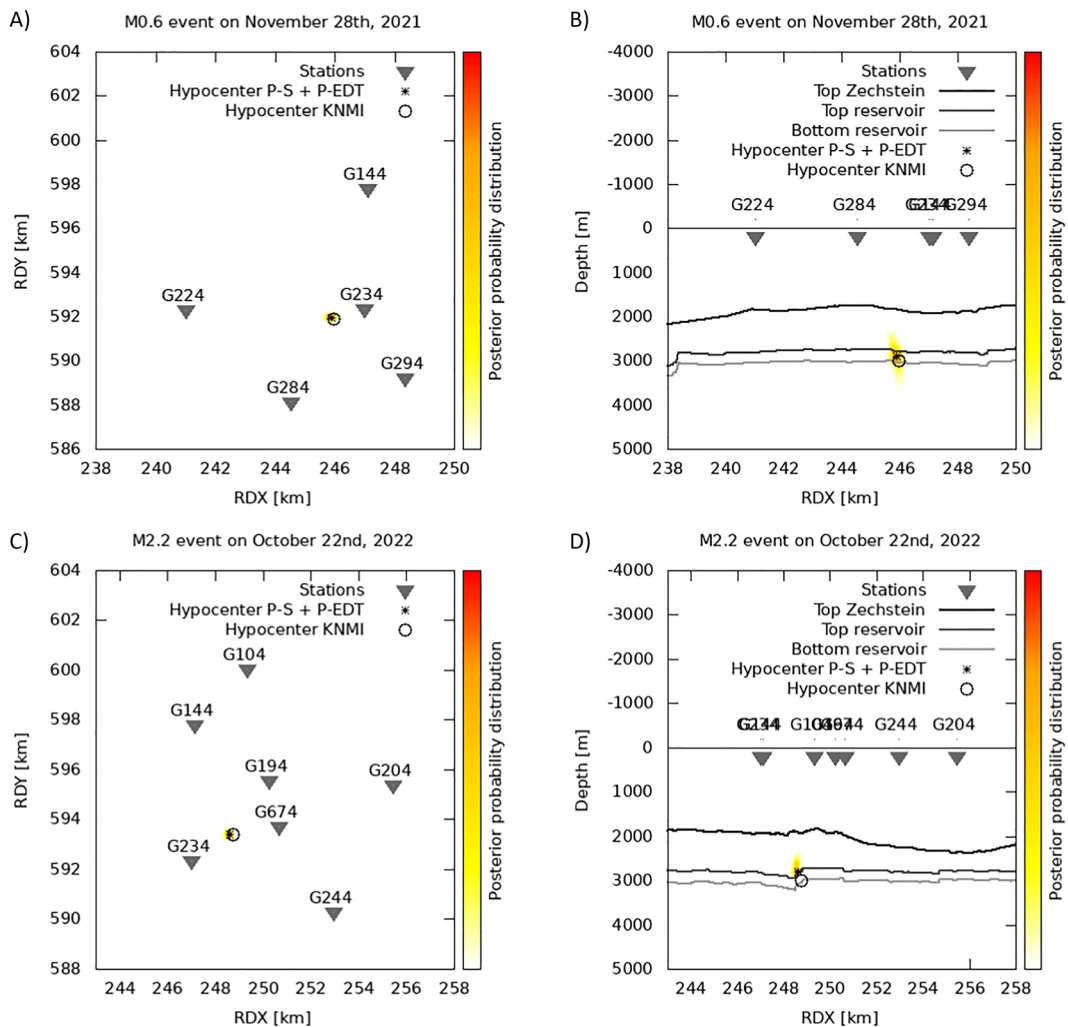 A)
M0.6 event on November 28th, 2021
604
602
600
598
596
594
592
590
588
586
RDY [km]
Stations
Hypocenter P-S + P-EDT
Hypocenter KNMI
G144
G224
G234
G294
G284
238 240 242 244 246 248 250
RDX [km]
Posterior probability distribution
B)
M0.6 event on November 28th, 2021
-4000
-3000
-2000
-1000
0
1000
2000
3000
4000
5000
Depth [m]
Stations
Top Zechstein
Top reservoir
Bottom reservoir
Hypocenter P-S + P-EDT
Hypocenter KNMI
G224 G284 G294
238 240 242 244 246 248 250
RDX [km]
Posterior probability distribution
C)
M2.2 event on October 22nd, 2022
604
602
600
598
596
594
592
590
588
RDY [km]
Stations
Hypocenter P-S + P-EDT
Hypocenter KNMI
G104
G144
G194
G204
G674
G234
G244
244 246 248 250 252 254 256 258
RDX [km]
Posterior probability distribution
D)
M2.2 event on October 22nd, 2022
-4000
-3000
-2000
-1000
0
1000
2000
3000
4000
5000
Depth [m]
Stations
Top Zechstein
Top reservoir
Bottom reservoir
Hypocenter P-S + P-EDT
Hypocenter KNMI
G244 G204
244 246 248 250 252 254 256 258
RDX [km]
Posterior probability distribution